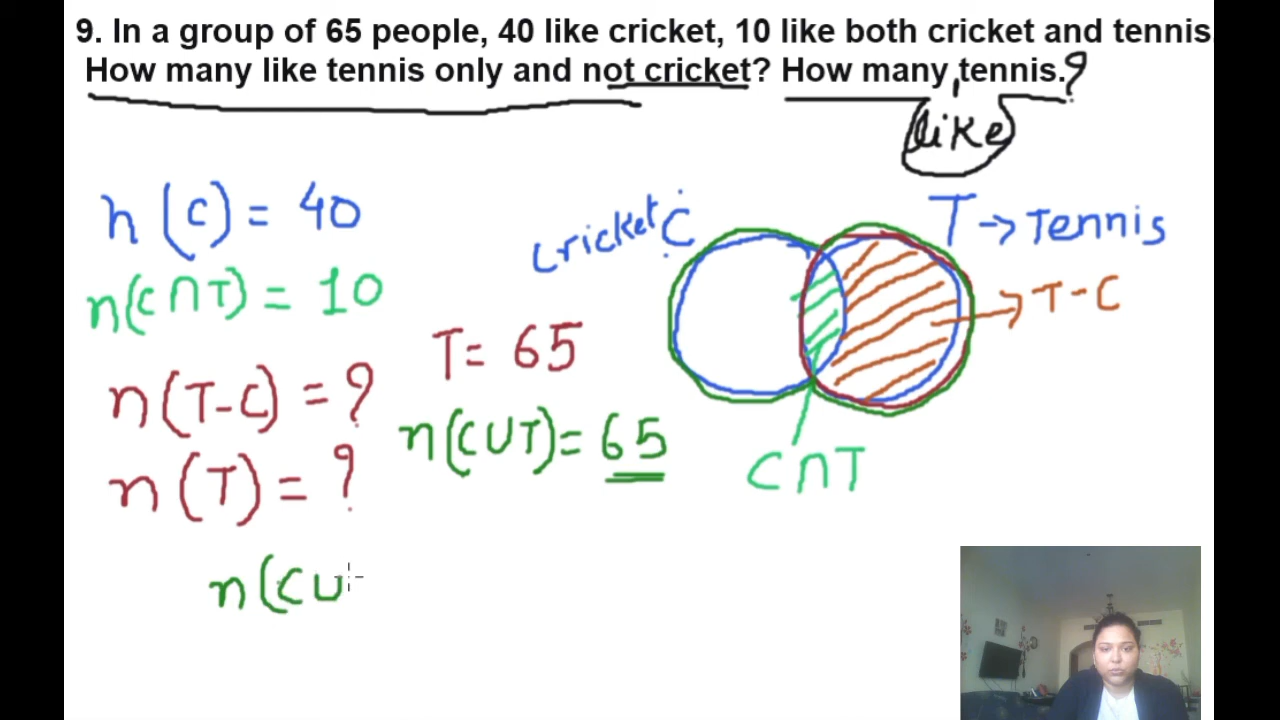 9. In a group of 65 people, 40 like cricket, 10 like both cricket and tennis
How many like tennis only and not cricket? How many tennis.?
like
n(C) = 40
n(C∩T) = 10
n(T-C) = ?
n(T) = ?
n(CU
T = 65
n(CUT) = 65
cricket C
T → Tennis
→ T-C
C∩T